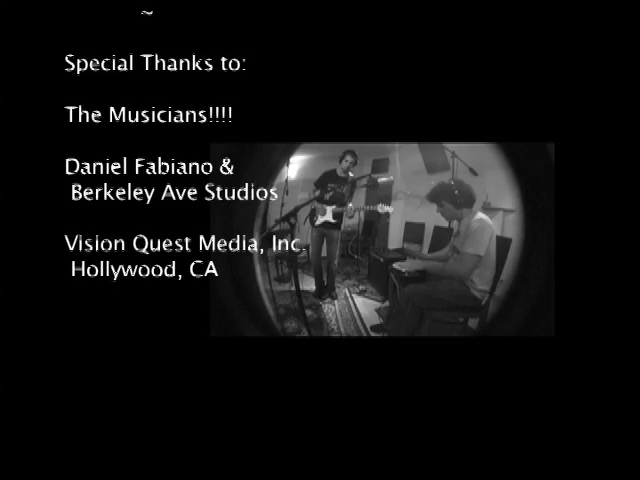 ~
Special Thanks to:
The Musicians!!!!
Daniel Fabiano &
Berkeley Ave Studios
Vision Quest Media, Inc.
Hollywood, CA